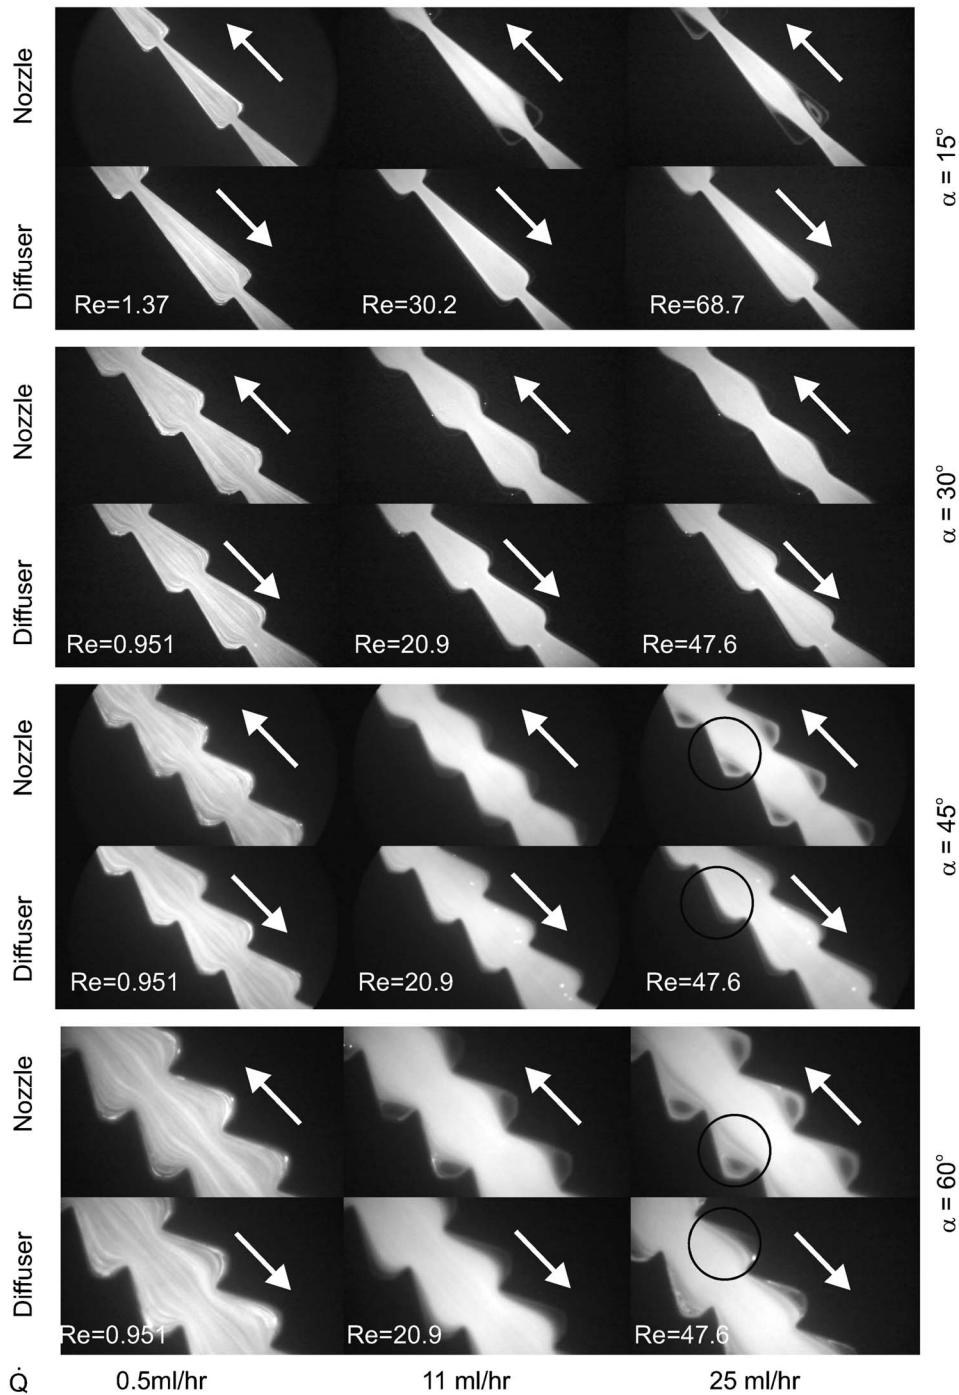 Nozzle
Diffuser
Re=1.37
Re=30.2
Re=68.7
α = 15°
Nozzle
Diffuser
Re=0.951
Re=20.9
Re=47.6
α = 30°
Nozzle
Diffuser
Re=0.951
Re=20.9
Re=47.6
α = 45°
Nozzle
Diffuser
Re=0.951
Re=20.9
Re=47.6
α = 60°
Q̇ 0.5ml/hr 11 ml/hr 25 ml/hr